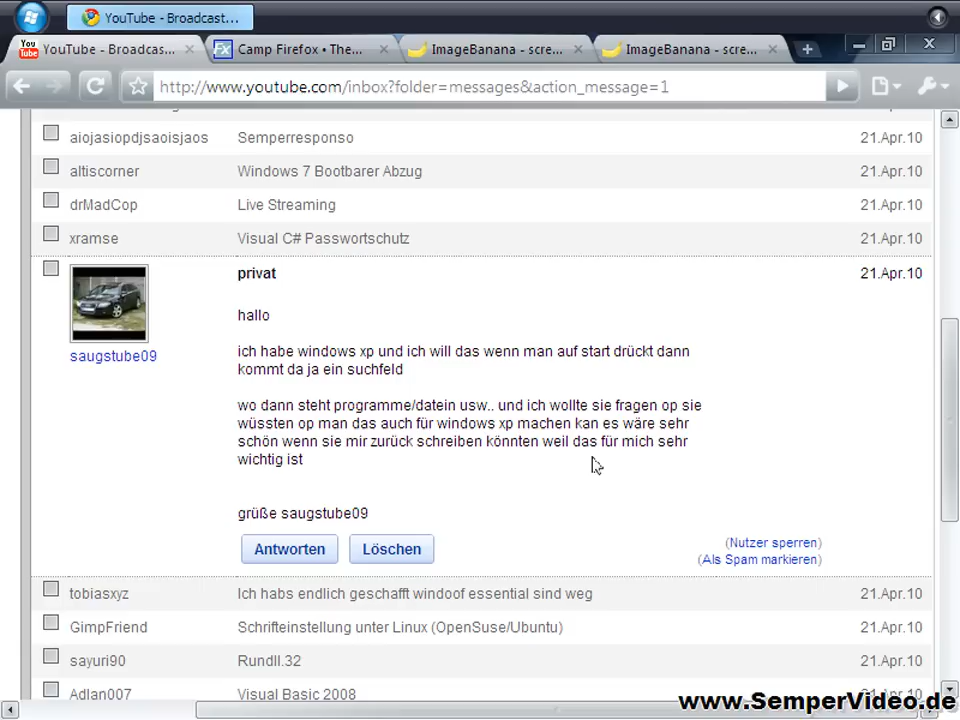 YouTube - Broadcast...
YouTube - Broadcas...
Camp Firefox • The...
ImageBanana - scre...
ImageBanana - scre...
http://www.youtube.com/inbox?folder=messages&action_message=1
aiojasiopdjsaoisjaos Semperresponso 21.Apr.10
altiscorner Windows 7 Bootbarer Abzug 21.Apr.10
drMadCop Live Streaming 21.Apr.10
xramse Visual C# Passwortschutz 21.Apr.10
privat 21.Apr.10
hallo
saugstube09
ich habe windows xp und ich will das wenn man auf start drückt dann
kommt da ja ein suchfeld
wo dann steht programme/datein usw.. und ich wollte sie fragen op sie
wüssten op man das auch für windows xp machen kan es wäre sehr
schön wenn sie mir zurück schreiben könnten weil das für mich sehr
wichtig ist
grüße saugstube09
Antworten Löschen
(Nutzer sperren)
(Als Spam markieren)
tobiasxyz Ich habs endlich geschafft windoof essential sind weg 21.Apr.10
GimpFriend Schrifteinstellung unter Linux (OpenSuse/Ubuntu) 21.Apr.10
sayuri90 Rundll.32 21.Apr.10
Adlan007 Visual Basic 2008 21.Apr.10
www.SemperVideo.de